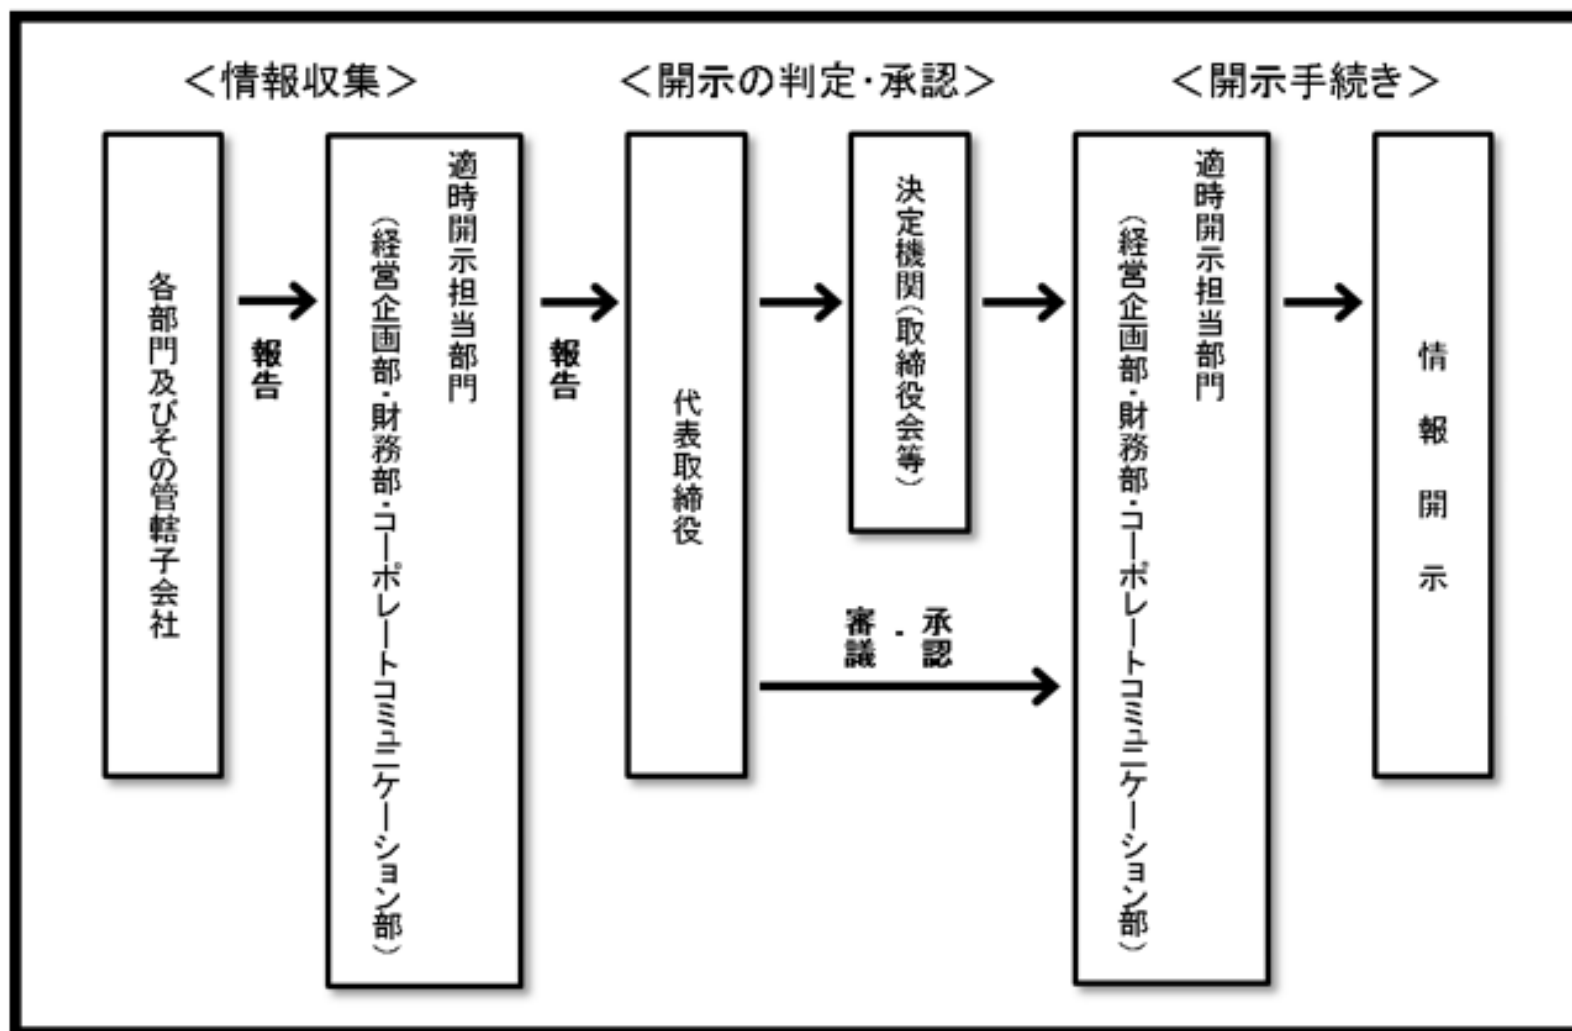 ＜情報収集＞
＜開示の判定・承認＞
＜開示手続き＞
各部門及びその管轄子会社
報告
適時開示担当部門
（経営企画部・財務部・コーポレートコミュニケーション部）
報告
代表取締役
決定機関（取締役会等）
審議・承認
適時開示担当部門
（経営企画部・財務部・コーポレートコミュニケーション部）
情報開示